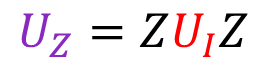 U_Z = ZU_IZ